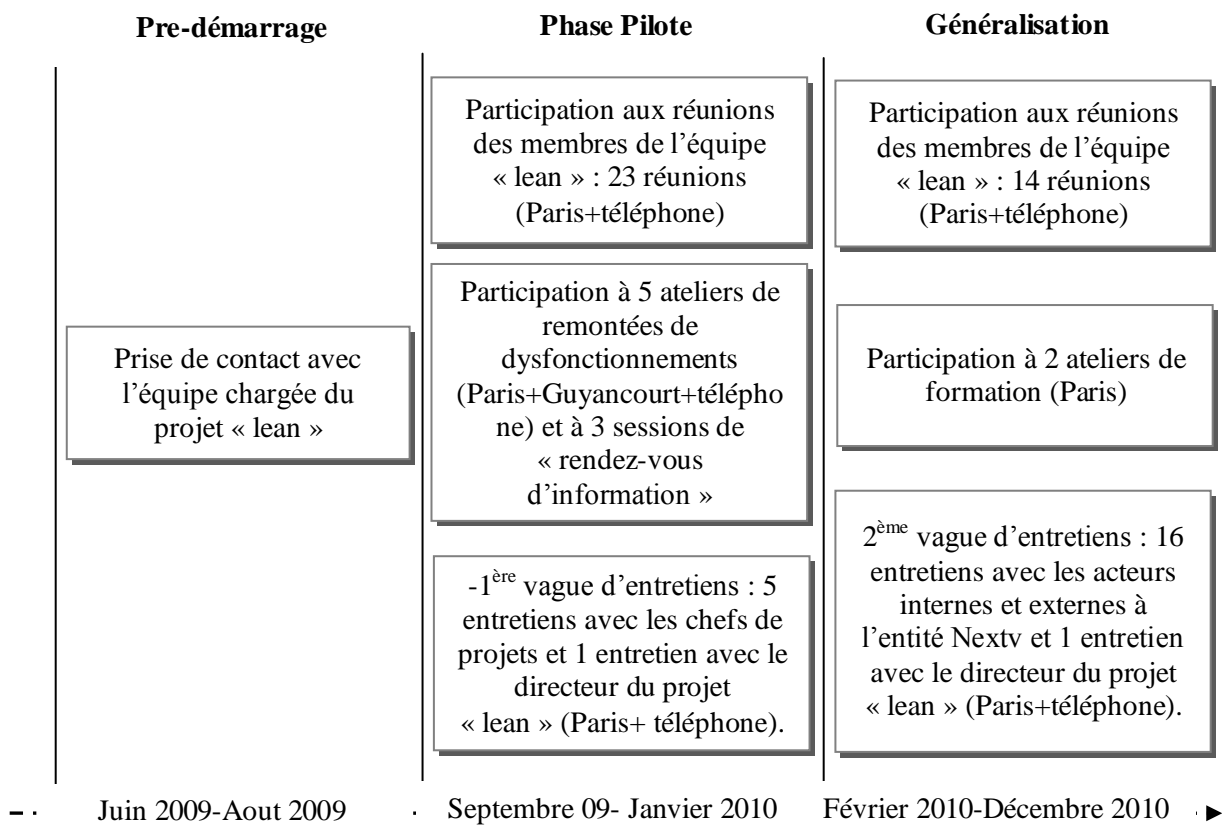 Pre-démarrage
Phase Pilote
Généralisation
Prise de contact avec
l'équipe chargée du
projet « lean »
Participation aux réunions
des membres de l'équipe
« lean » : 23 réunions
(Paris+téléphone)
Participation à 5 ateliers de
remontées de
dysfonctionnements
(Paris+Guyancourt+télépho
ne) et à 3 sessions de
« rendez-vous
d'information »
-1ère vague d'entretiens : 5
entretiens avec les chefs de
projets et 1 entretien avec le
directeur du projet
« lean » (Paris+ téléphone).
Participation aux réunions
des membres de l'équipe
« lean » : 14 réunions
(Paris+téléphone)
Participation à 2 ateliers de
formation (Paris)
2ème vague d'entretiens : 16
entretiens avec les acteurs
internes et externes à
l'entité Nextv et 1 entretien
avec le directeur du projet
« lean » (Paris+téléphone).
Juin 2009-Aout 2009
Septembre 09- Janvier 2010
Février 2010-Décembre 2010